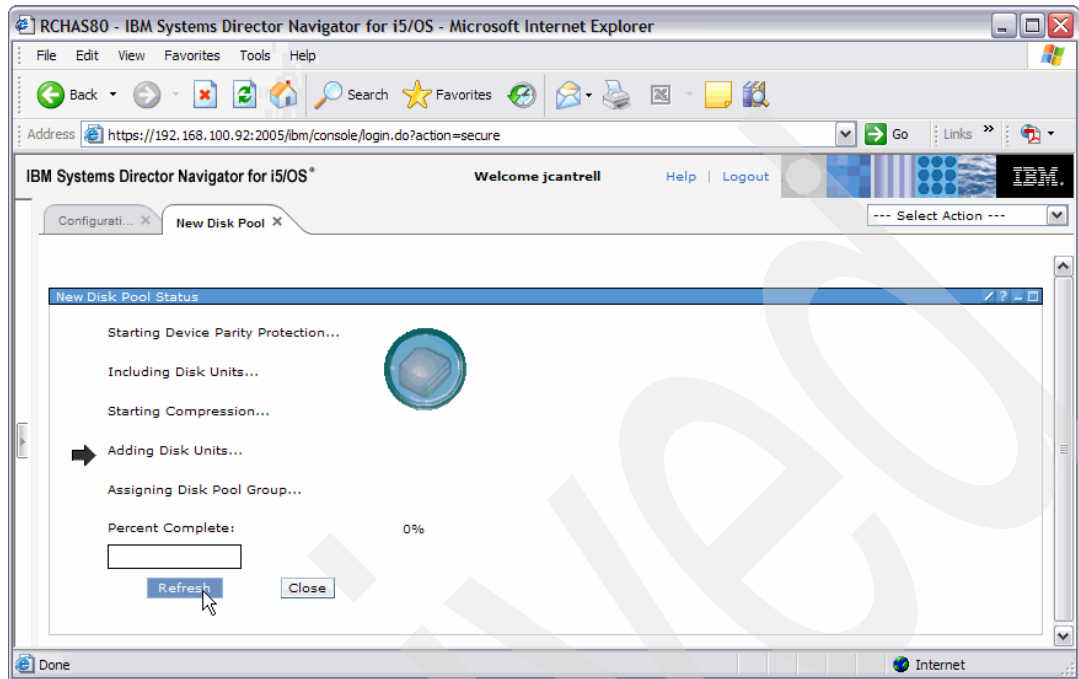 RCHAS80 - IBM Systems Director Navigator for i5/OS - Microsoft Internet Explorer
File Edit View Favorites Tools Help
Back Search Favorites
Address https://192.168.100.92:2005/ibm/console/login.do?action=secure Go Links »
IBM Systems Director Navigator for i5/OS® Welcome jcantrell Help | Logout IBM.
Configurati... New Disk Pool --- Select Action ---
New Disk Pool Status
Starting Device Parity Protection...
Including Disk Units...
Starting Compression...
Adding Disk Units...
Assigning Disk Pool Group...
Percent Complete: 0%
Refresh Close
Done Internet